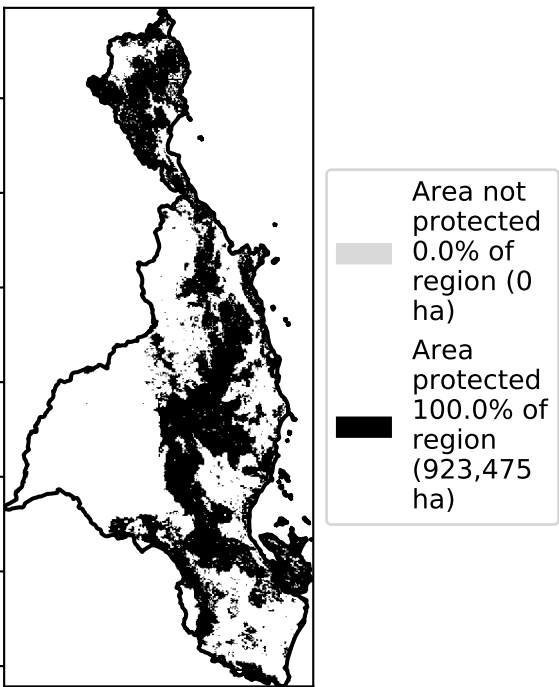 Area not
protected
0.0% of
region (0
ha)
Area
protected
100.0% of
region
(923,475
ha)